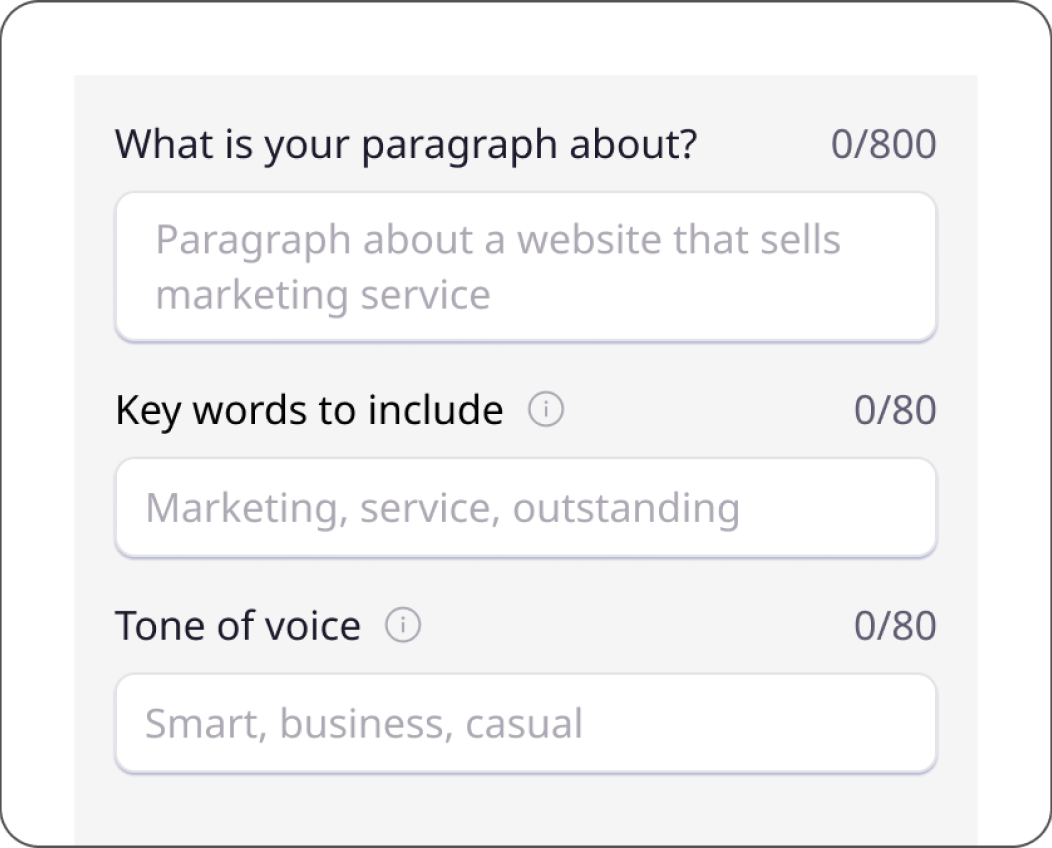 What is your paragraph about? 0/800
Paragraph about a website that sells
marketing service
Key words to include 0/80
Marketing, service, outstanding
Tone of voice 0/80
Smart, business, casual